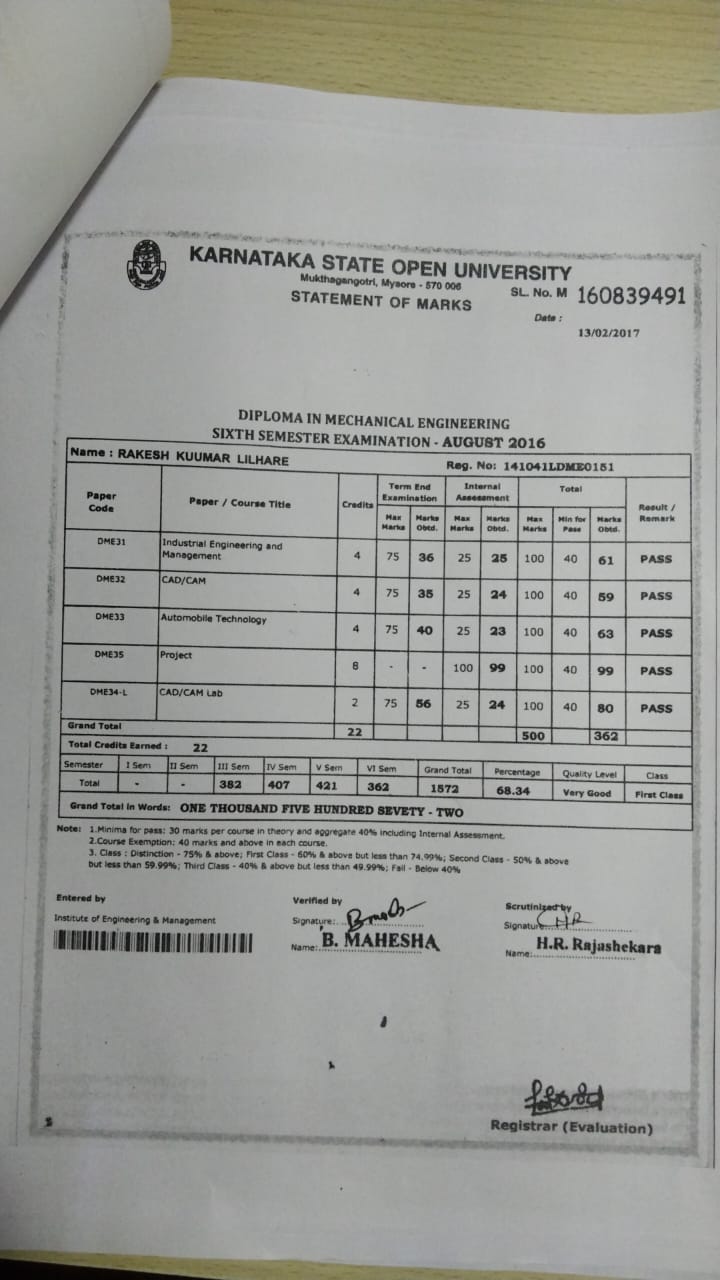 KARNATAKA STATE OPEN UNIVERSITY
Mukthagangotri, Mysore - 570 006
SL. No. M 160839491
STATEMENT OF MARKS
Date :
13/02/2017
DIPLOMA IN MECHANICAL ENGINEERING
SIXTH SEMESTER EXAMINATION - AUGUST 2016
Name : RAKESH KUUMAR LILHARE Reg. No: 141041LDME0151
Paper Code Paper / Course Title Credits Term End Examination Internal Assessment Total Result / Remark
Max Marks Marks Obtd. Max Marks Marks Obtd. Max Marks Min for Pass Marks Obtd.
DME31 Industrial Engineering and Management 4 75 36 25 25 100 40 61 PASS
DME32 CAD/CAM 4 75 35 25 24 100 40 59 PASS
DME33 Automobile Technology 4 75 40 25 23 100 40 63 PASS
DME35 Project 8 - - 100 99 100 40 99 PASS
DME34-L CAD/CAM Lab 2 75 56 25 24 100 40 80 PASS
Grand Total 22 500 362
Total Credits Earned : 22
Semester I Sem II Sem III Sem IV Sem V Sem VI Sem Grand Total Percentage Quality Level Class
Total - - 382 407 421 362 1572 68.34 Very Good First Class
Grand Total In Words: ONE THOUSAND FIVE HUNDRED SEVETY - TWO
Note: 1.Minima for pass: 30 marks per course in theory and aggregate 40% including Internal Assessment.
2.Course Exemption: 40 marks and above in each course.
3. Class : Distinction - 75% & above; First Class - 60% & above but less than 74.99%; Second Class - 50% & above
but less than 59.99%; Third Class - 40% & above but less than 49.99%; Fail - Below 40%
Entered by Verified by Scrutinized by
Institute of Engineering & Management Signature: Signature:
Name: B. MAHESHA Name: H.R. Rajashekara
Registrar (Evaluation)